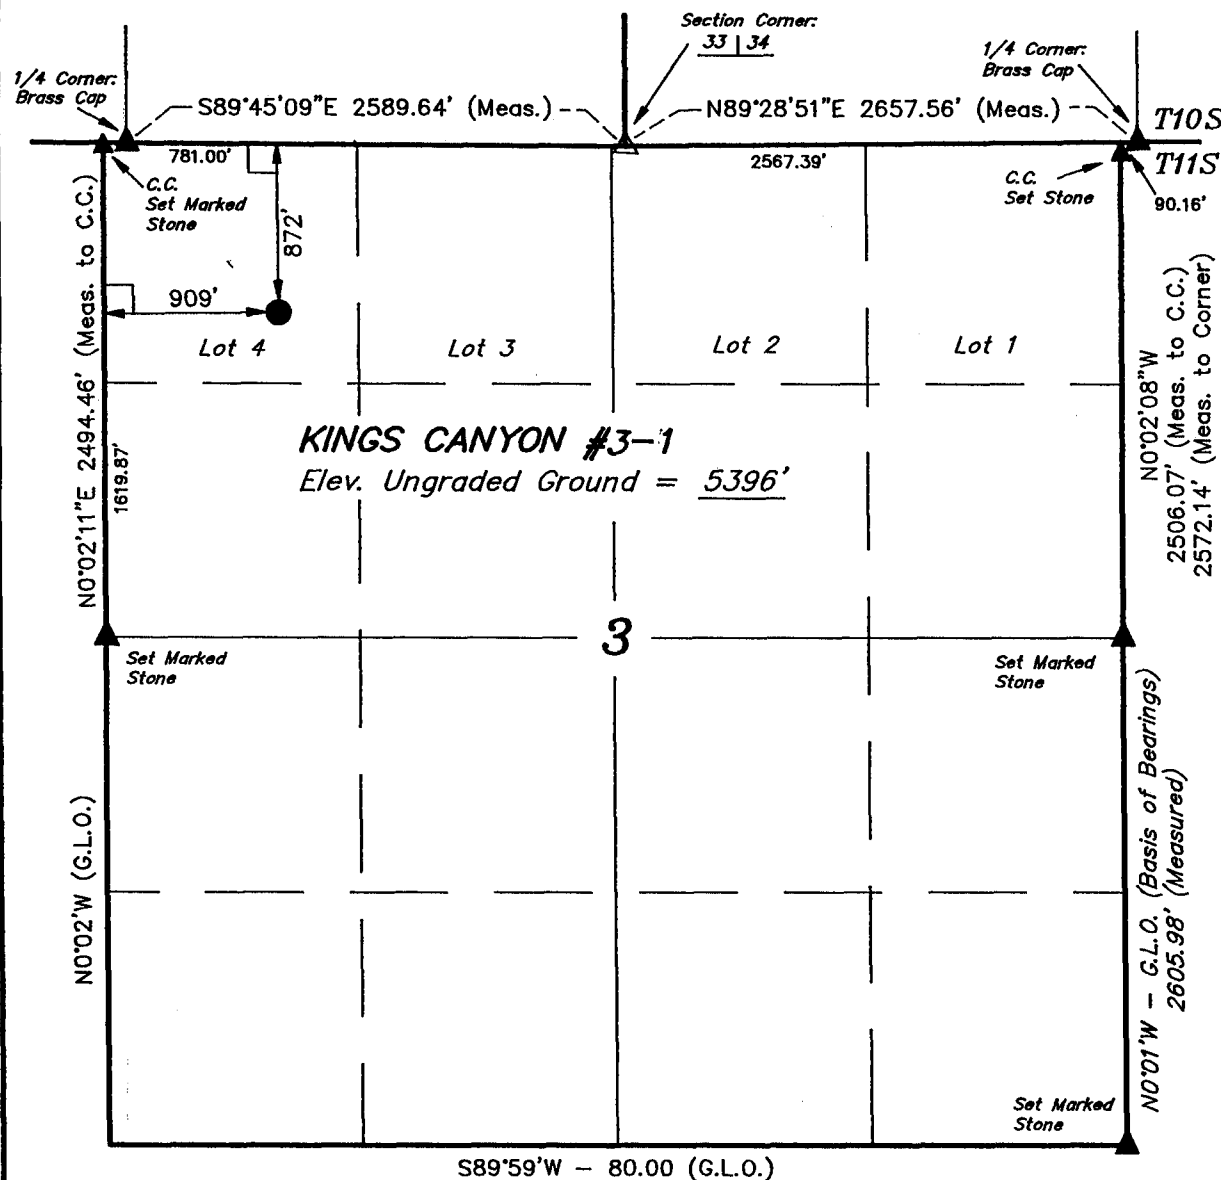 Section Corner:
33 | 34
1/4 Corner:
Brass Cap
1/4 Corner:
Brass Cap
S89°45'09"E 2589.64' (Meas.)
N89°28'51"E 2657.56' (Meas.)
T10S
T11S
781.00'
2567.39'
C.C.
Set Marked
Stone
C.C.
Set Stone
90.16'
872'
909'
N0°02'11"E 2494.46' (Meas. to C.C.)
1619.87'
N0°02'08"W
2506.07' (Meas. to C.C.)
2572.14' (Meas. to Corner)
Lot 4
Lot 3
Lot 2
Lot 1
KINGS CANYON #3-1
Elev. Ungraded Ground = 5396'
3
Set Marked
Stone
Set Marked
Stone
N0°02'W (G.L.O.)
N0°01'W – G.L.O. (Basis of Bearings)
2605.98' (Measured)
Set Marked
Stone
S89°59'W – 80.00 (G.L.O.)